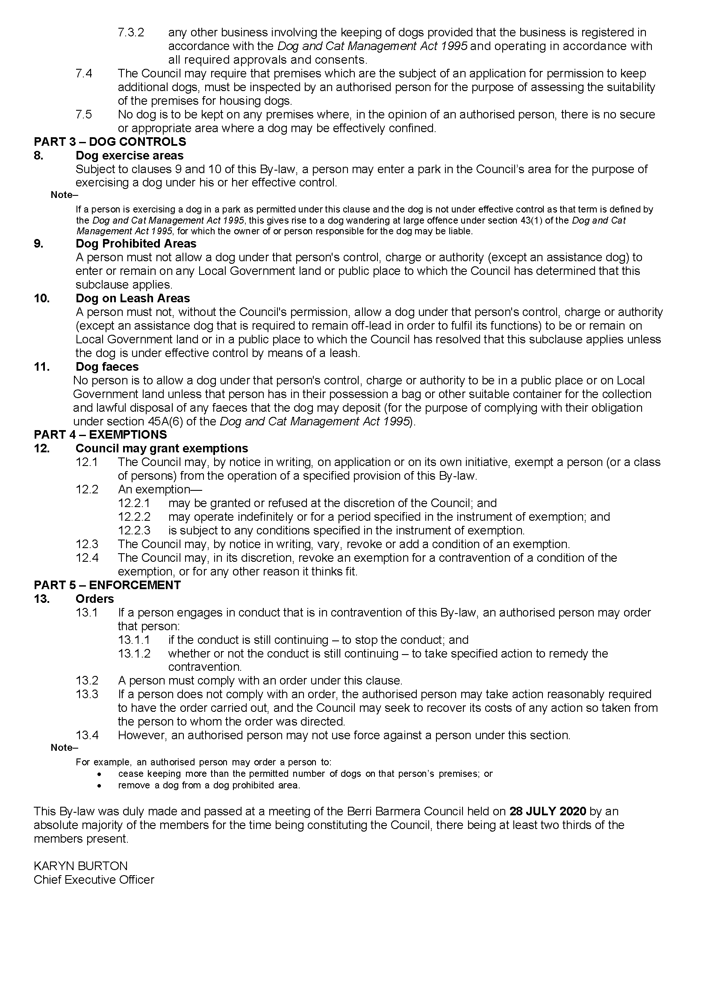 7.3.2 any other business involving the keeping of dogs provided that the business is registered in
accordance with the Dog and Cat Management Act 1995 and operating in accordance with
all required approvals and consents.
7.4 The Council may require that premises which are the subject of an application for permission to keep
additional dogs, must be inspected by an authorised person for the purpose of assessing the suitability
of the premises for housing dogs.
7.5 No dog is to be kept on any premises where, in the opinion of an authorised person, there is no secure
or appropriate area where a dog may be effectively confined.
PART 3 – DOG CONTROLS
8. Dog exercise areas
Subject to clauses 9 and 10 of this By-law, a person may enter a park in the Council’s area for the purpose of
exercising a dog under his or her effective control.
Note–
If a person is exercising a dog in a park as permitted under this clause and the dog is not under effective control as that term is defined by
the Dog and Cat Management Act 1995, this gives rise to a dog wandering at large offence under section 43(1) of the Dog and Cat
Management Act 1995, for which the owner of or person responsible for the dog may be liable.
9. Dog Prohibited Areas
A person must not allow a dog under that person's control, charge or authority (except an assistance dog) to
enter or remain on any Local Government land or public place to which the Council has determined that this
subclause applies.
10. Dog on Leash Areas
A person must not, without the Council's permission, allow a dog under that person's control, charge or authority
(except an assistance dog that is required to remain off-lead in order to fulfil its functions) to be or remain on
Local Government land or in a public place to which the Council has resolved that this subclause applies unless
the dog is under effective control by means of a leash.
11. Dog faeces
No person is to allow a dog under that person's control, charge or authority to be in a public place or on Local
Government land unless that person has in their possession a bag or other suitable container for the collection
and lawful disposal of any faeces that the dog may deposit (for the purpose of complying with their obligation
under section 45A(6) of the Dog and Cat Management Act 1995).
PART 4 – EXEMPTIONS
12. Council may grant exemptions
12.1 The Council may, by notice in writing, on application or on its own initiative, exempt a person (or a class
of persons) from the operation of a specified provision of this By-law.
12.2 An exemption—
12.2.1 may be granted or refused at the discretion of the Council; and
12.2.2 may operate indefinitely or for a period specified in the instrument of exemption; and
12.2.3 is subject to any conditions specified in the instrument of exemption.
12.3 The Council may, by notice in writing, vary, revoke or add a condition of an exemption.
12.4 The Council may, in its discretion, revoke an exemption for a contravention of a condition of the
exemption, or for any other reason it thinks fit.
PART 5 – ENFORCEMENT
13. Orders
13.1 If a person engages in conduct that is in contravention of this By-law, an authorised person may order
that person:
13.1.1 if the conduct is still continuing – to stop the conduct; and
13.1.2 whether or not the conduct is still continuing – to take specified action to remedy the
contravention.
13.2 A person must comply with an order under this clause.
13.3 If a person does not comply with an order, the authorised person may take action reasonably required
to have the order carried out, and the Council may seek to recover its costs of any action so taken from
the person to whom the order was directed.
13.4 However, an authorised person may not use force against a person under this section.
Note–
For example, an authorised person may order a person to:
• cease keeping more than the permitted number of dogs on that person’s premises; or
• remove a dog from a dog prohibited area.
This By-law was duly made and passed at a meeting of the Berri Barmera Council held on 28 JULY 2020 by an
absolute majority of the members for the time being constituting the Council, there being at least two thirds of the
members present.
KARYN BURTON
Chief Executive Officer